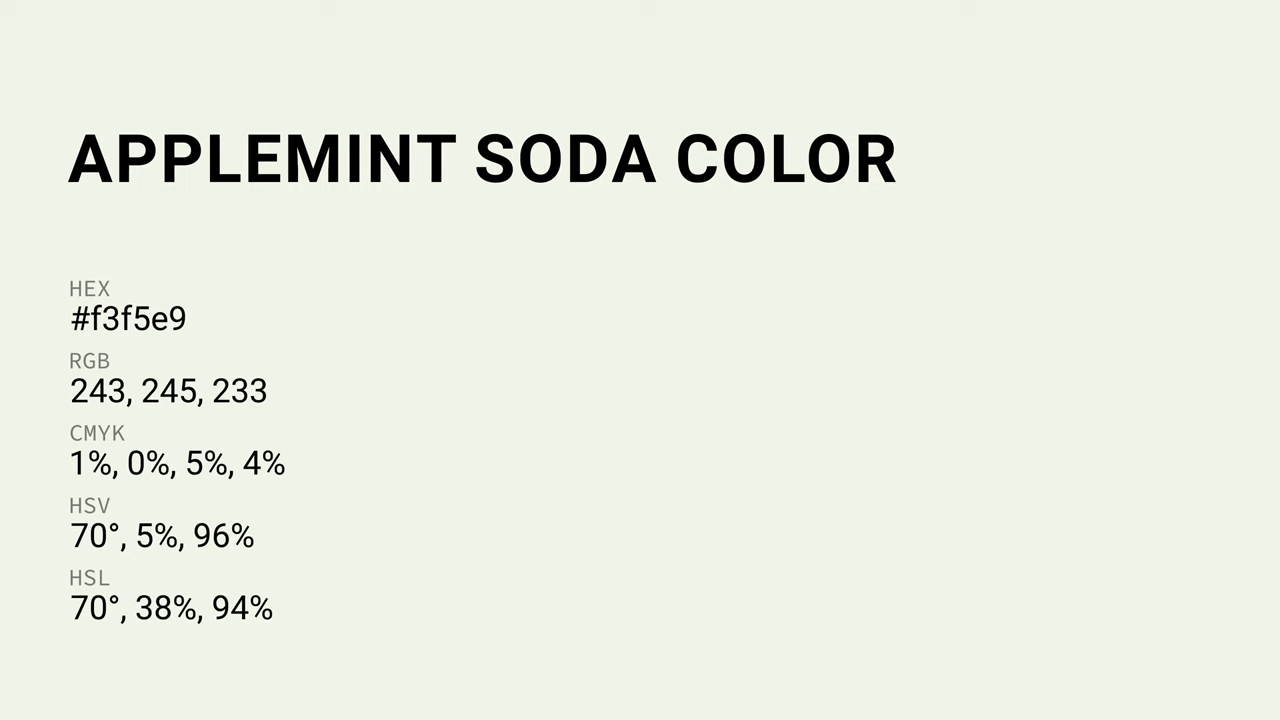 APPLEMINT SODA COLOR
HEX
#f3f5e9
RGB
243, 245, 233
CMYK
1%, 0%, 5%, 4%
HSV
70°, 5%, 96%
HSL
70°, 38%, 94%